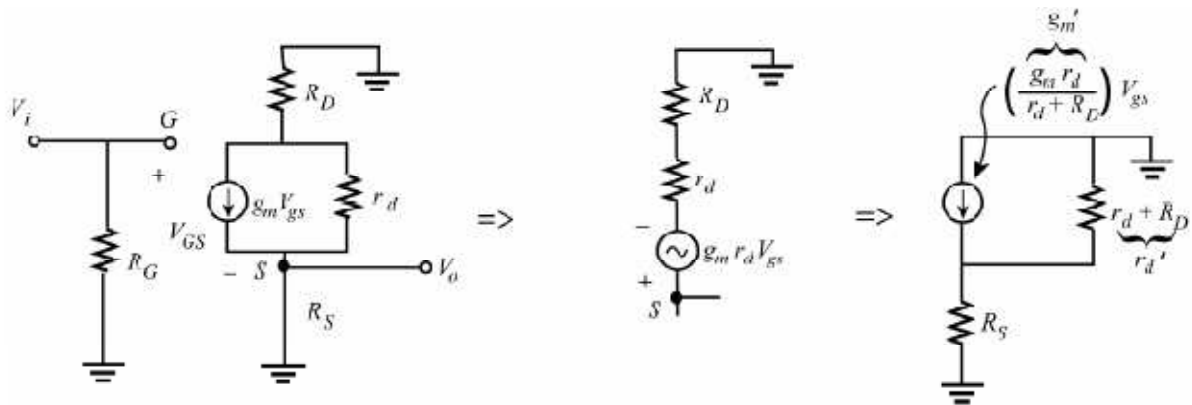 V_i
G
+
R_G
R_D
g_m V_gs
r_d
V_GS
-
S
V_o
R_S
=>
R_D
r_d
-
g_m r_d V_gs
+
S
=>
g_m'
( g_m r_d / r_d + R_D ) V_gs
r_d + R_D
r_d'
R_S